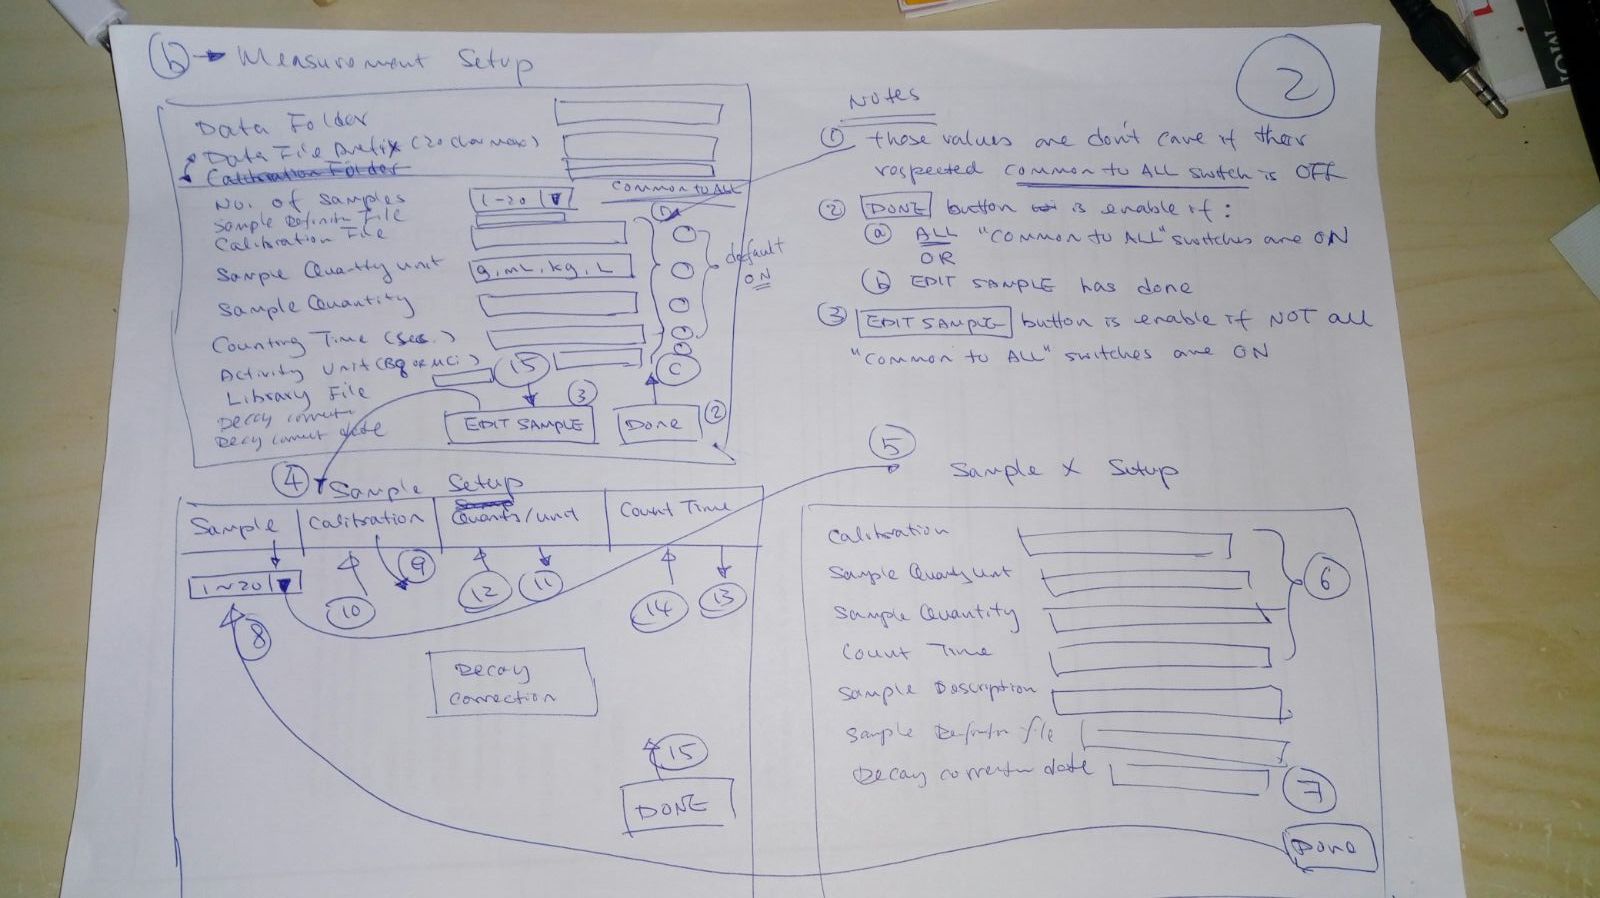 b → Measurement Setup
2
Data Folder
Data File Prefix (20 char max)
Calibration Folder
No. of Samples 1-20
Common to ALL
Sample Definitn File
Calibration File
Sample Quantity unit g, mL, kg, L
default
ON
Sample Quantity
Counting Time (sec.)
Activity Unit (Bq or uCi)
15
C
Library File
Decay correct
Decay correct date
EDIT SAMPLE 3
Done 2
Notes
1 those values are don't care if their
respected common to ALL switch is OFF
2 DONE button is enable if:
a ALL "COMMON to ALL" switches are ON
OR
b EDIT SAMPLE has done
3 EDIT SAMPLE button is enable if NOT all
"COMMON to ALL" switches are ON
4 Sample Setup
Sample Calibration Quants/unit Count Time
1~20
8 10 9 12 11 14 13
Decay
Correction
15
DONE
5 Sample X Setup
Calibration
Sample Quanty unit
6
Sample Quantity
Count Time
Sample Description
Sample Defintn file
Decay correctn date
7
Done